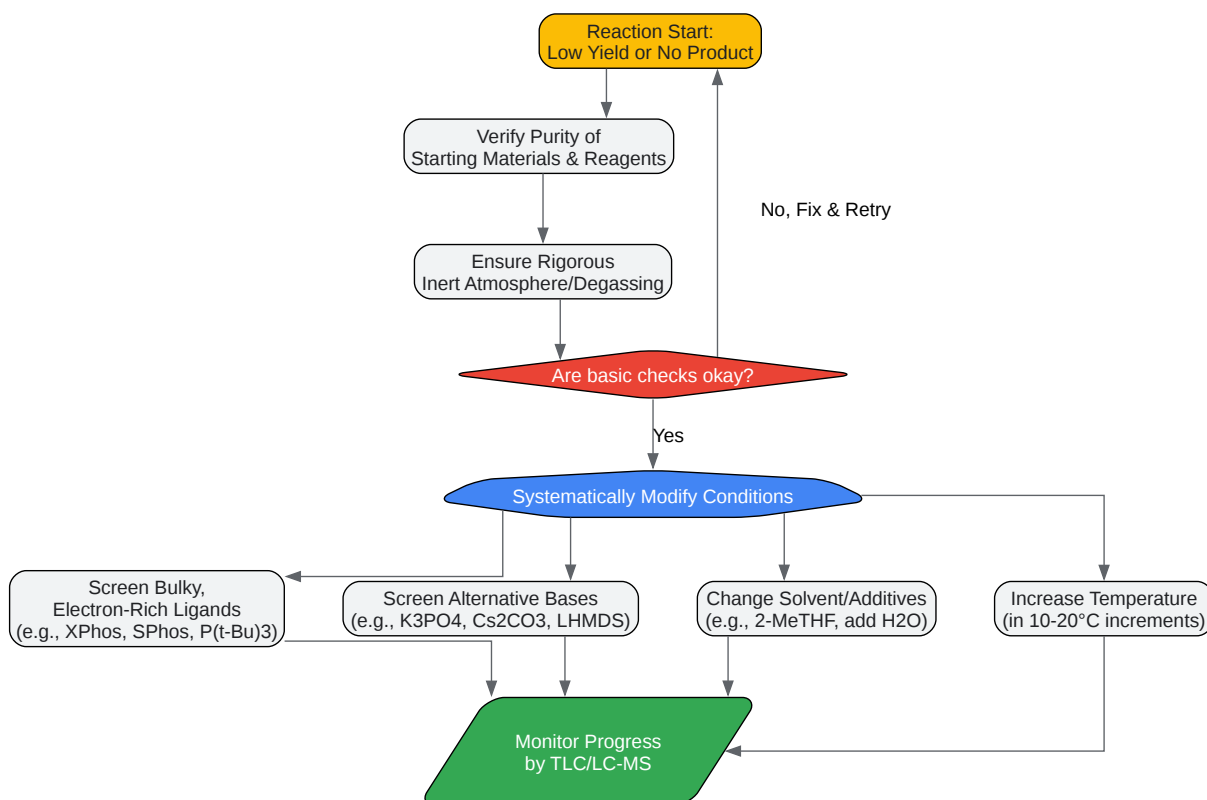 Reaction Start:
Low Yield or No Product
Verify Purity of
Starting Materials & Reagents
No, Fix & Retry
Ensure Rigorous
Inert Atmosphere/Degassing
Are basic checks okay?
Yes
Systematically Modify Conditions
Screen Bulky,
Electron-Rich Ligands
(e.g., XPhos, SPhos, P(t-Bu)3)
Screen Alternative Bases
(e.g., K3PO4, Cs2CO3, LHMDS)
Change Solvent/Additives
(e.g., 2-MeTHF, add H2O)
Increase Temperature
(in 10-20°C increments)
Monitor Progress
by TLC/LC-MS